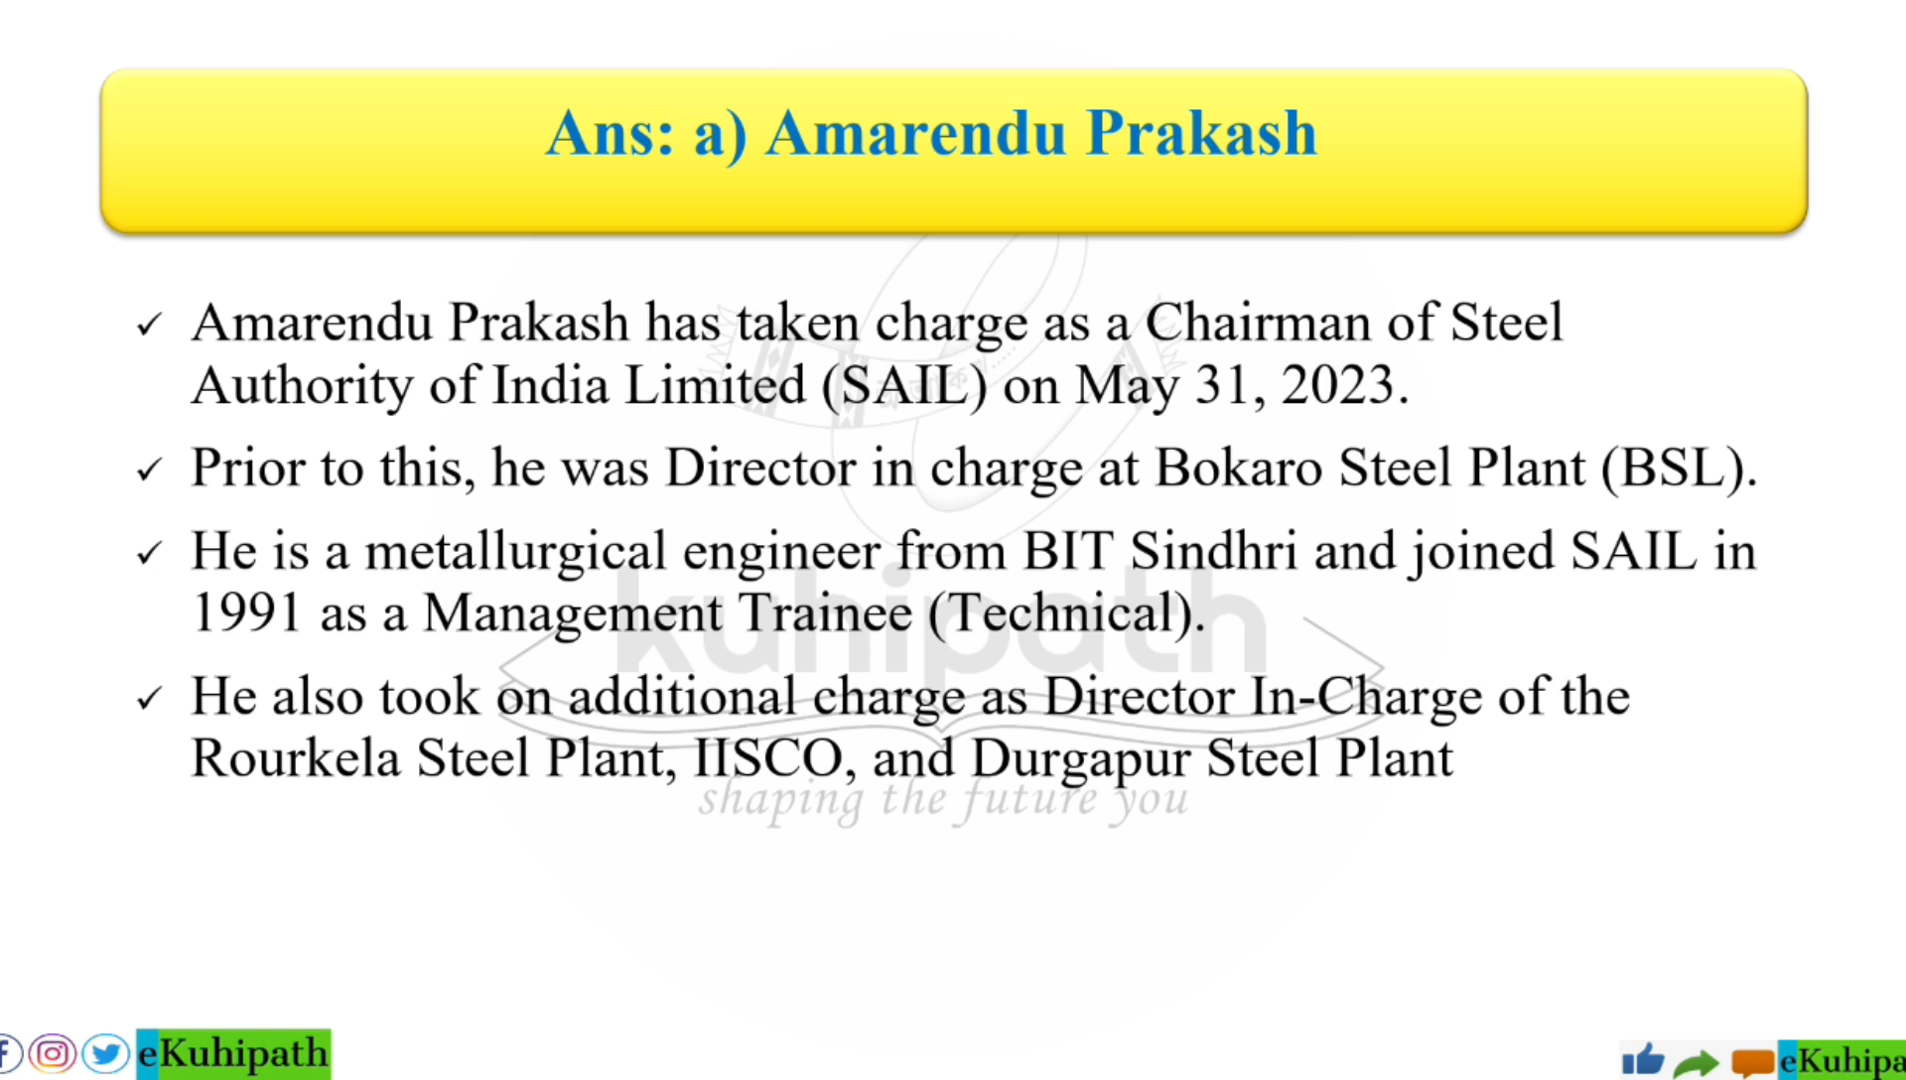 Ans: a) Amarendu Prakash
✓ Amarendu Prakash has taken charge as a Chairman of Steel
Authority of India Limited (SAIL) on May 31, 2023.
✓ Prior to this, he was Director in charge at Bokaro Steel Plant (BSL).
✓ He is a metallurgical engineer from BIT Sindhri and joined SAIL in
1991 as a Management Trainee (Technical).
✓ He also took on additional charge as Director In-Charge of the
Rourkela Steel Plant, IISCO, and Durgapur Steel Plant
kuhipath
shaping the future you
eKuhipath
eKuhipa